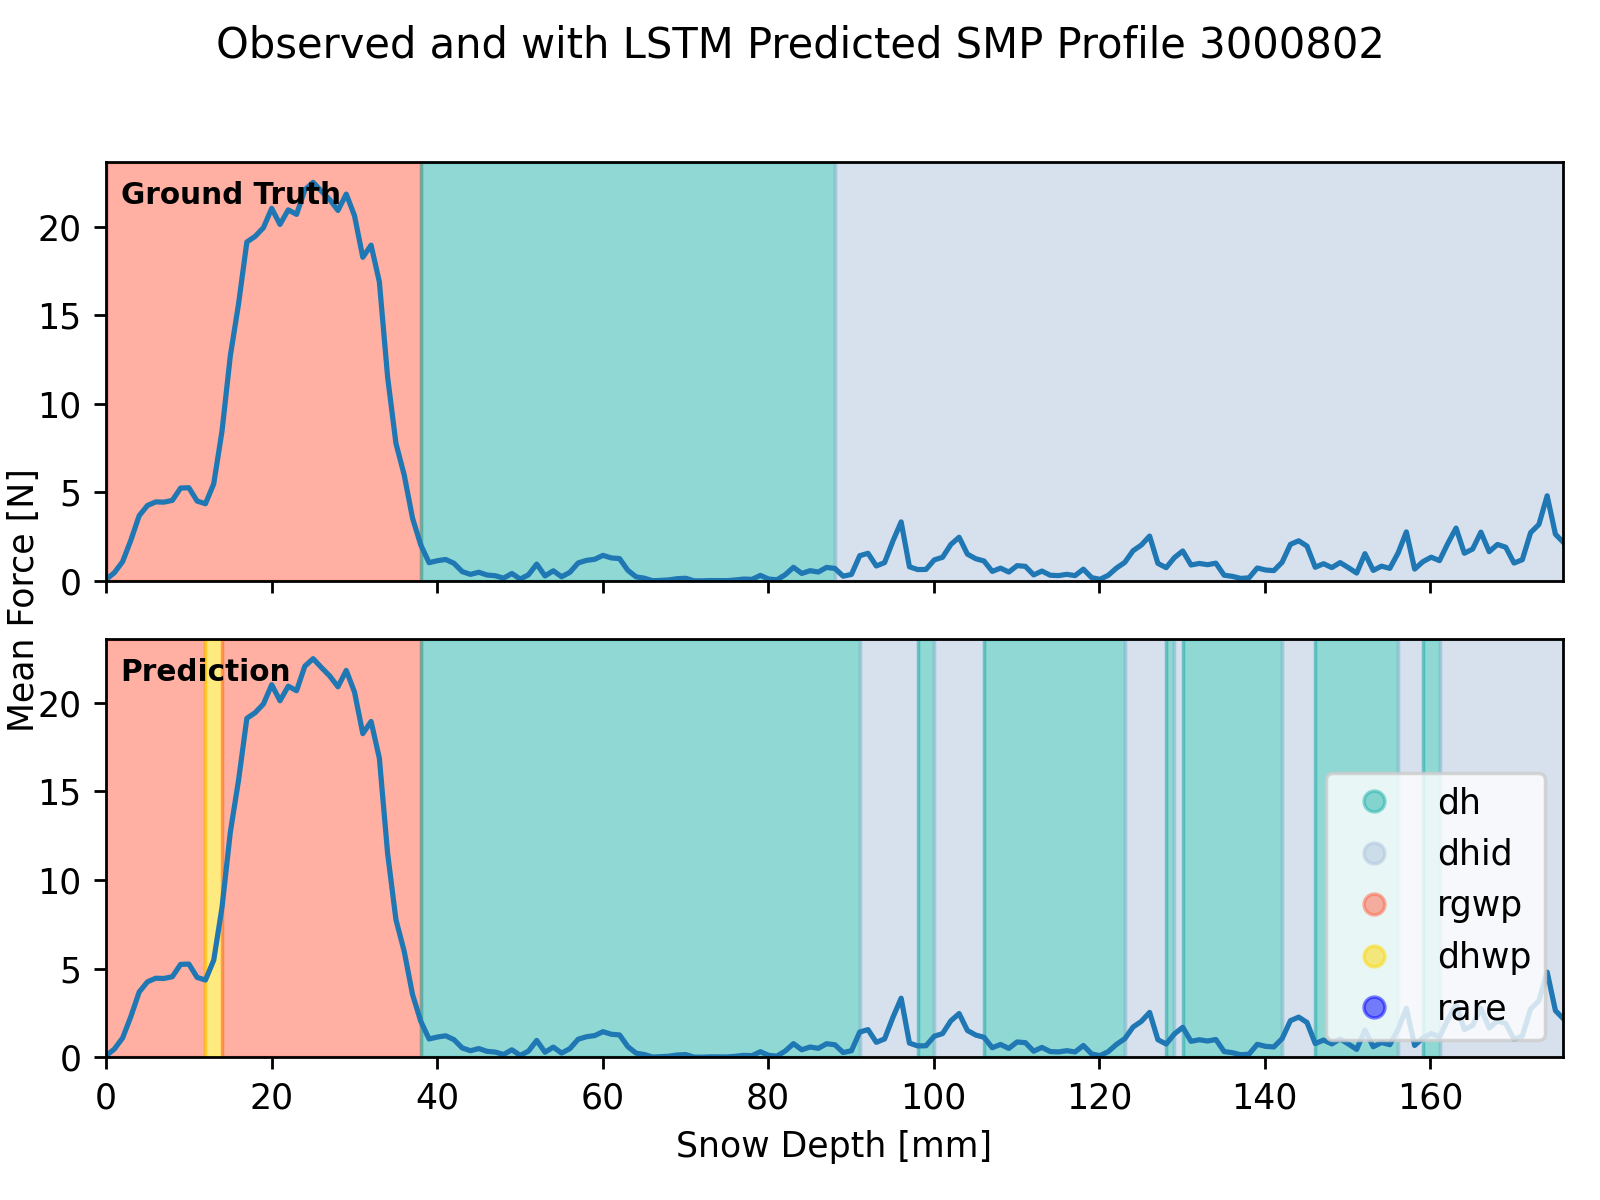 Observed and with LSTM Predicted SMP Profile 3000802
Ground Truth
20
15
10
5
0
Mean Force [N]
Prediction
20
15
10
5
0
dh
dhid
rgwp
dhwp
rare
0 20 40 60 80 100 120 140 160
Snow Depth [mm]